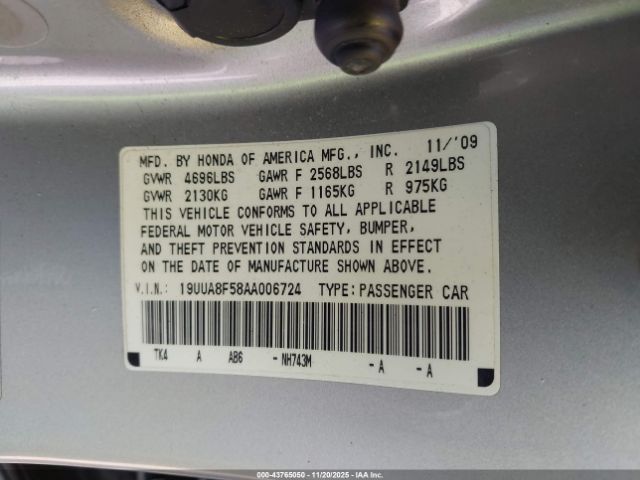 MFD. BY HONDA OF AMERICA MFG., INC. 11/'09
GVWR 4696LBS GAWR F 2568LBS R 2149LBS
GVWR 2130KG GAWR F 1165KG R 975KG
THIS VEHICLE CONFORMS TO ALL APPLICABLE
FEDERAL MOTOR VEHICLE SAFETY, BUMPER,
AND THEFT PREVENTION STANDARDS IN EFFECT
ON THE DATE OF MANUFACTURE SHOWN ABOVE.
V.I.N.: 19UUA8F58AA006724 TYPE: PASSENGER CAR
TK4 A AB6 -NH743M -A -A
000-43765050 - 11/20/2025 - IAA Inc.